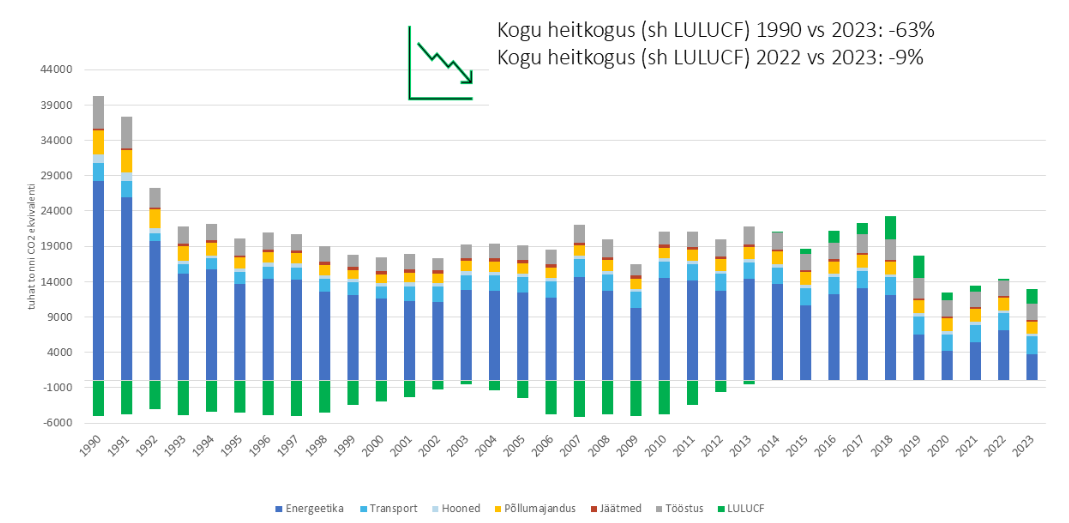 Kogu heitkogus (sh LULUCF) 1990 vs 2023: -63%
Kogu heitkogus (sh LULUCF) 2022 vs 2023: -9%
tuhat tonni CO2 ekvivalenti
44000
39000
34000
29000
24000
19000
14000
9000
4000
-1000
-6000
1990 1991 1992 1993 1994 1995 1996 1997 1998 1999 2000 2001 2002 2003 2004 2005 2006 2007 2008 2009 2010 2011 2012 2013 2014 2015 2016 2017 2018 2019 2020 2021 2022 2023
Energeetika Transport Hooned Põllumajandus Jäätmed Tööstus LULUCF